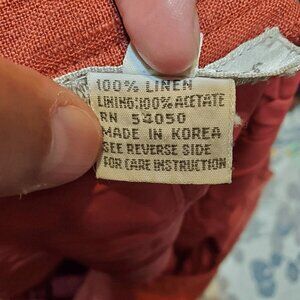 100% LINEN
LINING:100% ACETATE
RN 54050
MADE IN KOREA
SEE REVERSE SIDE
FOR CARE INSTRUCTION